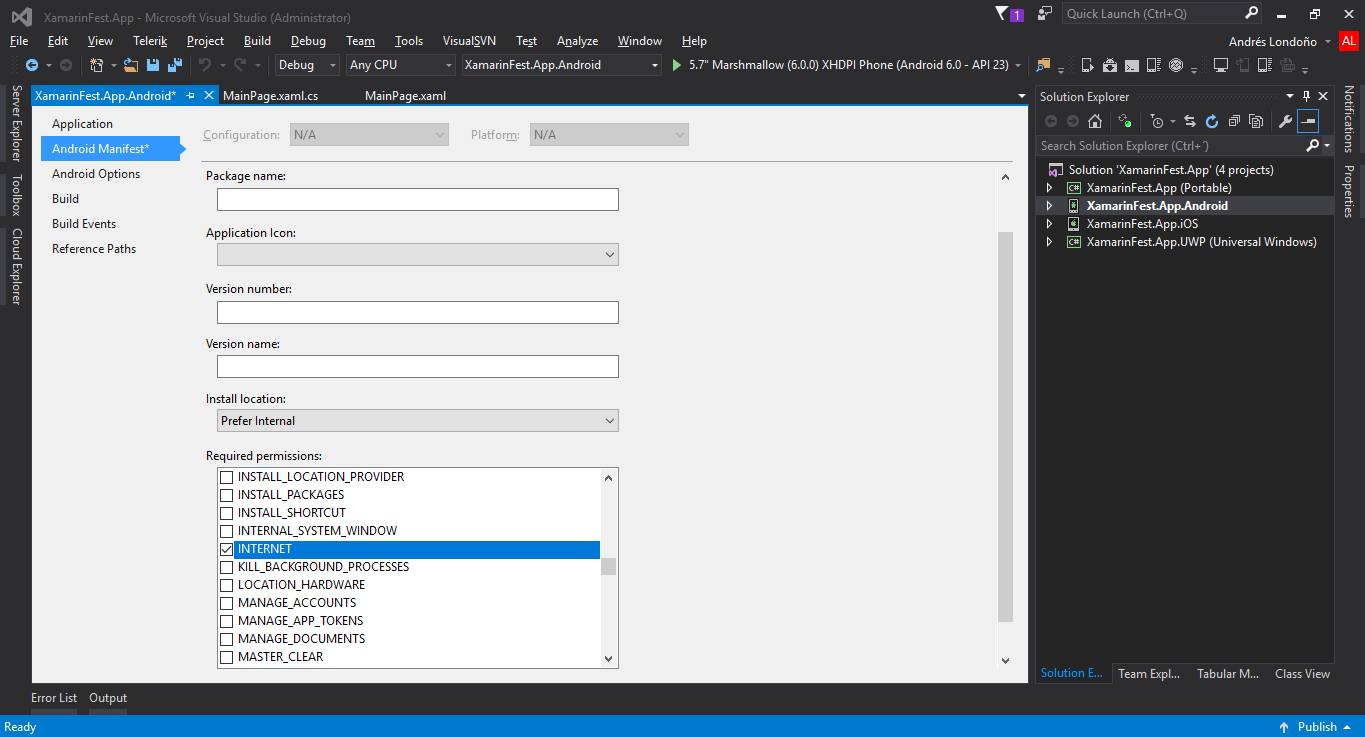 XamarinFest.App - Microsoft Visual Studio (Administrator)
1
Quick Launch (Ctrl+Q)
File Edit View Telerik Project Build Debug Team Tools VisualSVN Test Analyze Window Help
Andrés Londoño AL
Debug Any CPU XamarinFest.App.Android 5.7" Marshmallow (6.0.0) XHDPI Phone (Android 6.0 - API 23)
Server Explorer
Toolbox
Cloud Explorer
XamarinFest.App.Android* MainPage.xaml.cs MainPage.xaml
Application
Android Manifest*
Android Options
Build
Build Events
Reference Paths
Configuration: N/A Platform: N/A
Package name:
Application Icon:
Version number:
Version name:
Install location:
Prefer Internal
Required permissions:
INSTALL_LOCATION_PROVIDER
INSTALL_PACKAGES
INSTALL_SHORTCUT
INTERNAL_SYSTEM_WINDOW
INTERNET
KILL_BACKGROUND_PROCESSES
LOCATION_HARDWARE
MANAGE_ACCOUNTS
MANAGE_APP_TOKENS
MANAGE_DOCUMENTS
MASTER_CLEAR
Solution Explorer
Search Solution Explorer (Ctrl+´)
Solution 'XamarinFest.App' (4 projects)
C# XamarinFest.App (Portable)
XamarinFest.App.Android
XamarinFest.App.iOS
C# XamarinFest.App.UWP (Universal Windows)
Solution E... Team Expl... Tabular M... Class View
Notifications
Properties
Error List Output
Ready
Publish